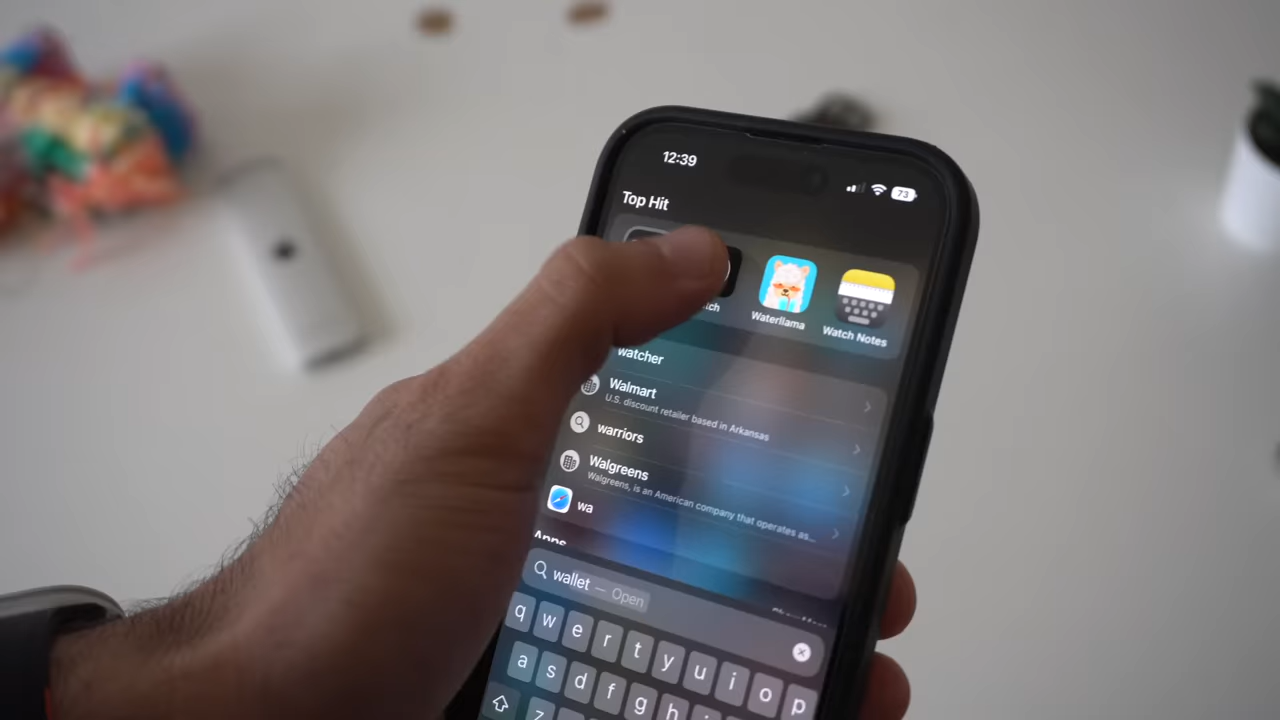 12:39
73
Top Hit
tch
Waterllama
Watch Notes
watcher
Walmart
U.S. discount retailer based in Arkansas
warriors
Walgreens
Walgreens, is an American company that operates as...
wa
Apps
wallet — Open
q w e r t y u i o p
a s d f g h j
z